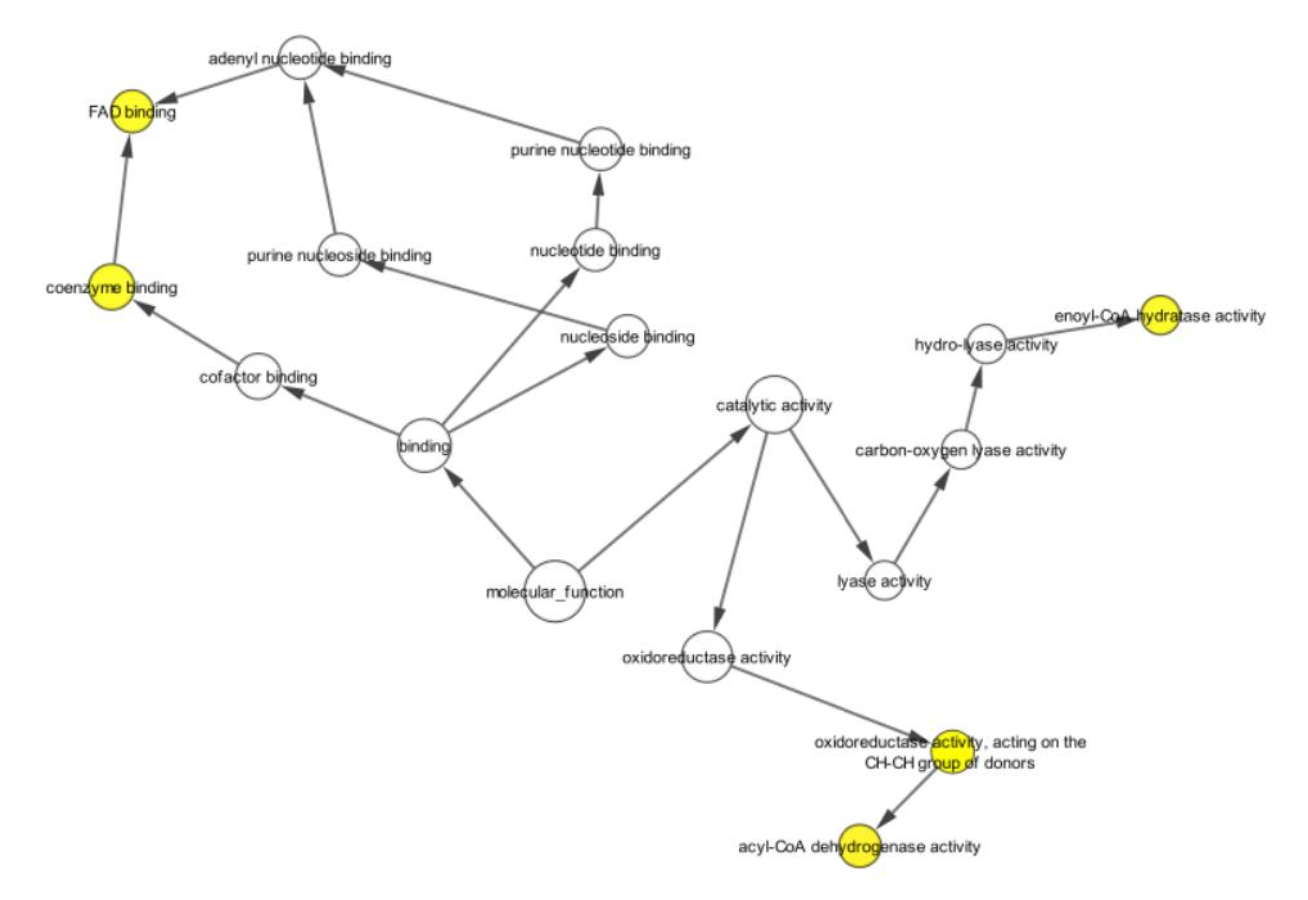 adenyl nucleotide binding
FAD binding
purine nucleotide binding
purine nucleoside binding
nucleotide binding
coenzyme binding
enoyl-CoA hydratase activity
nucleoside binding
hydro-lyase activity
cofactor binding
catalytic activity
binding
carbon-oxygen lyase activity
lyase activity
molecular_function
oxidoreductase activity
oxidoreductase activity, acting on the
CH-CH group of donors
acyl-CoA dehydrogenase activity